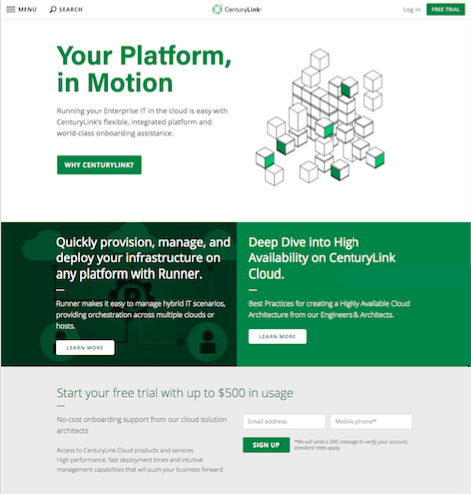 MENU
SEARCH
CenturyLink®
Log in
FREE TRIAL
Your Platform,
in Motion
Running your Enterprise IT in the cloud is easy with
CenturyLink's flexible, integrated platform and
world-class onboarding assistance.
WHY CENTURYLINK?
Quickly provision, manage, and
deploy your infrastructure on
any platform with Runner.
Runner makes it easy to manage hybrid IT scenarios,
providing orchestration across multiple clouds or
hosts.
LEARN MORE
Deep Dive into High
Availability on CenturyLink
Cloud.
Best Practices for creating a Highly Available Cloud
Architecture from our Engineers & Architects.
LEARN MORE
Start your free trial with up to $500 in usage
No-cost onboarding support from our cloud solution
architects
Access to CenturyLink Cloud products and services
High performance, fast deployment times and intuitive
management capabilities that will push your business forward
Email address
Mobile phone*
SIGN UP
*We will send a SMS message to verify your account,
standard rates apply.